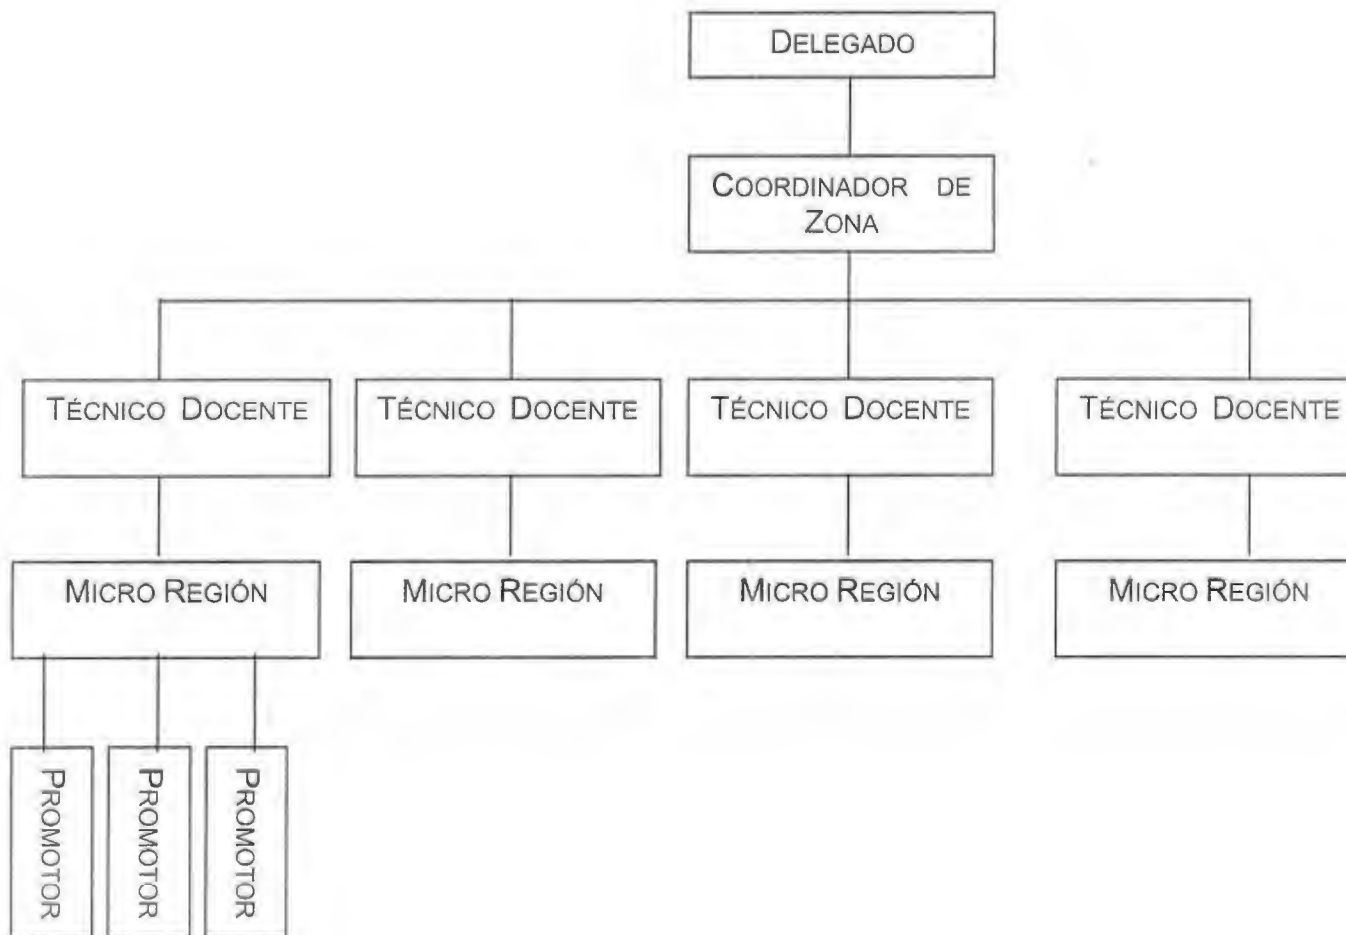 DELEGADO
COORDINADOR DE
ZONA
TÉCNICO DOCENTE
TÉCNICO DOCENTE
TÉCNICO DOCENTE
TÉCNICO DOCENTE
MICRO REGIÓN
MICRO REGIÓN
MICRO REGIÓN
MICRO REGIÓN
PROMOTOR
PROMOTOR
PROMOTOR